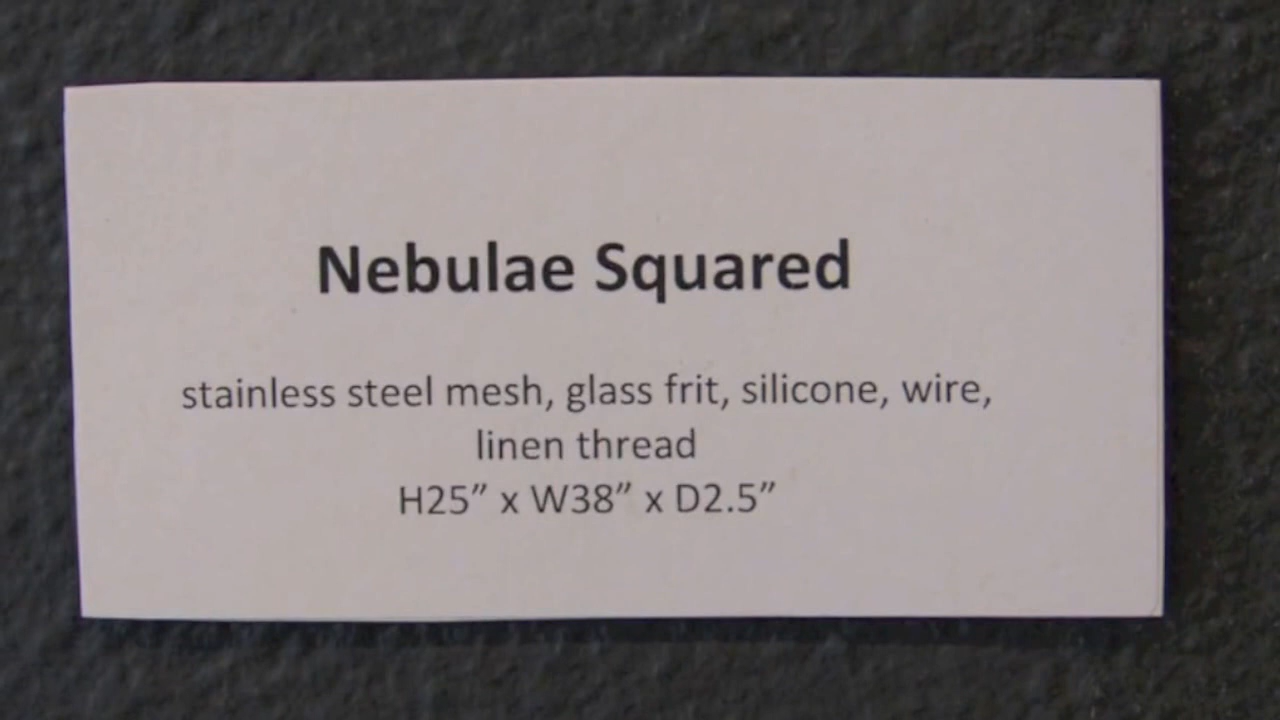 Nebulae Squared
stainless steel mesh, glass frit, silicone, wire,
linen thread
H25” x W38” x D2.5”